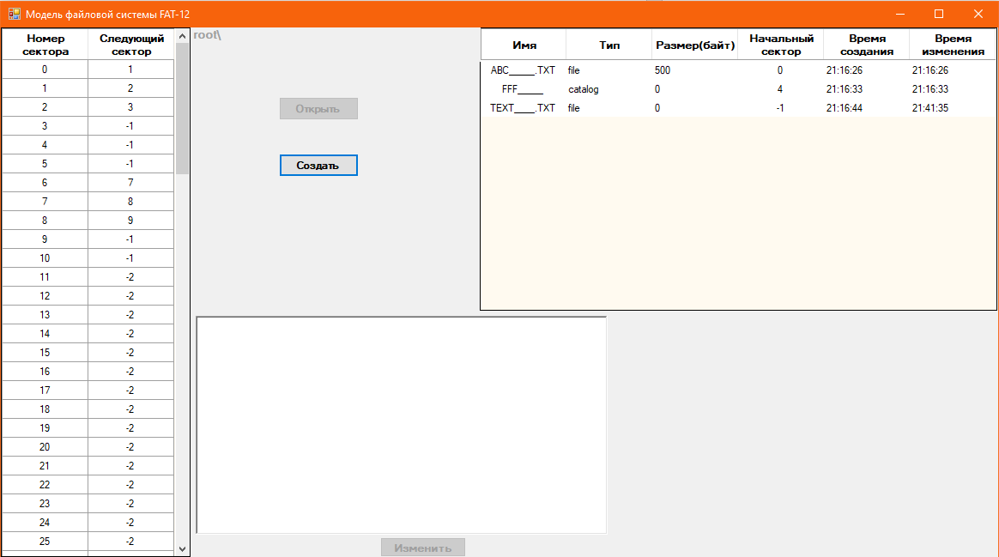 Модель файловой системы FAT-12
Номер сектора Следующий сектор
0 1
1 2
2 3
3 -1
4 -1
5 -1
6 7
7 8
8 9
9 -1
10 -1
11 -2
12 -2
13 -2
14 -2
15 -2
16 -2
17 -2
18 -2
19 -2
20 -2
21 -2
22 -2
23 -2
24 -2
25 -2
root\
Открыть
Создать
Имя Тип Размер(байт) Начальный сектор Время создания Время изменения
ABC_____.TXT file 500 0 21:16:26 21:16:26
FFF_____ catalog 0 4 21:16:33 21:16:33
TEXT____.TXT file 0 -1 21:16:44 21:41:35
Изменить